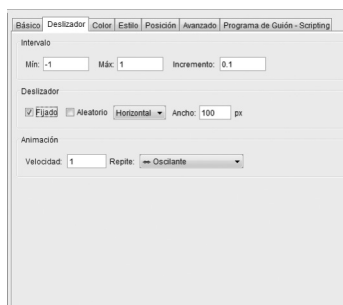 Básico Deslizador Color Estilo Posición Avanzado Programa de Guión - Scripting
Intervalo
Mín: -1 Máx: 1 Incremento: 0.1
Deslizador
Fijado Aleatorio Horizontal Ancho: 100 px
Animación
Velocidad: 1 Repite: ⇔ Oscilante